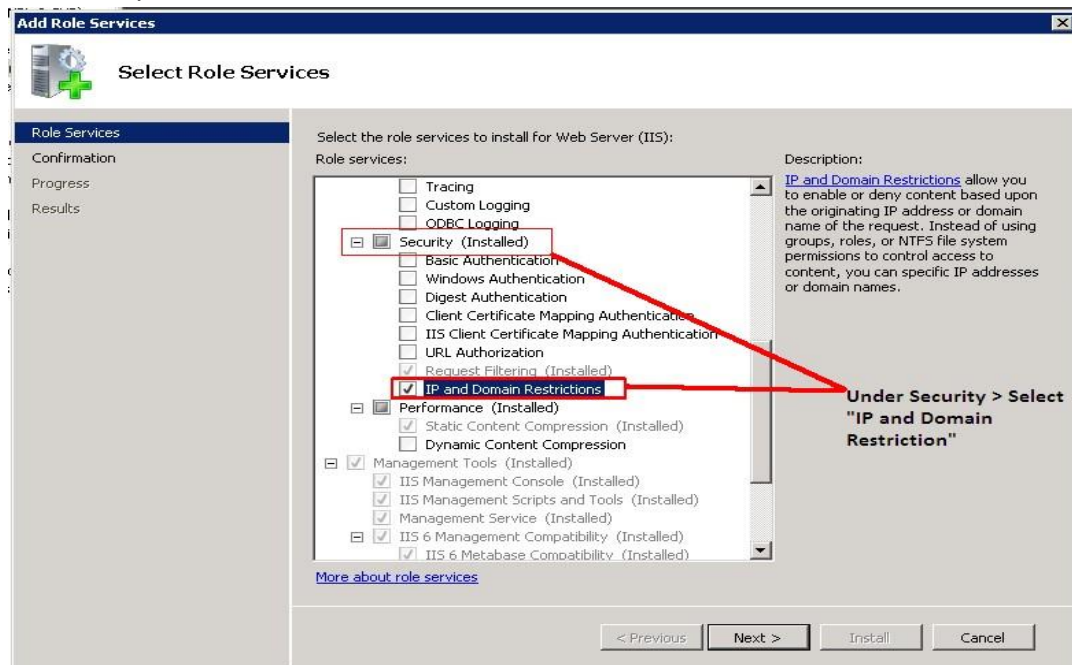 Add Role Services
Select Role Services
Role Services
Confirmation
Progress
Results
Select the role services to install for Web Server (IIS):
Role services:
Tracing
Custom Logging
ODBC Logging
Security (Installed)
Basic Authentication
Windows Authentication
Digest Authentication
Client Certificate Mapping Authentication
IIS Client Certificate Mapping Authentication
URL Authorization
Request Filtering (Installed)
IP and Domain Restrictions
Performance (Installed)
Static Content Compression (Installed)
Dynamic Content Compression
Management Tools (Installed)
IIS Management Console (Installed)
IIS Management Scripts and Tools (Installed)
Management Service (Installed)
IIS 6 Management Compatibility (Installed)
IIS 6 Metabase Compatibility (Installed)
More about role services
Description:
IP and Domain Restrictions allow you
to enable or deny content based upon
the originating IP address or domain
name of the request. Instead of using
groups, roles, or NTFS file system
permissions to control access to
content, you can specific IP addresses
or domain names.
Under Security > Select
"IP and Domain
Restriction"
< Previous
Next >
Install
Cancel